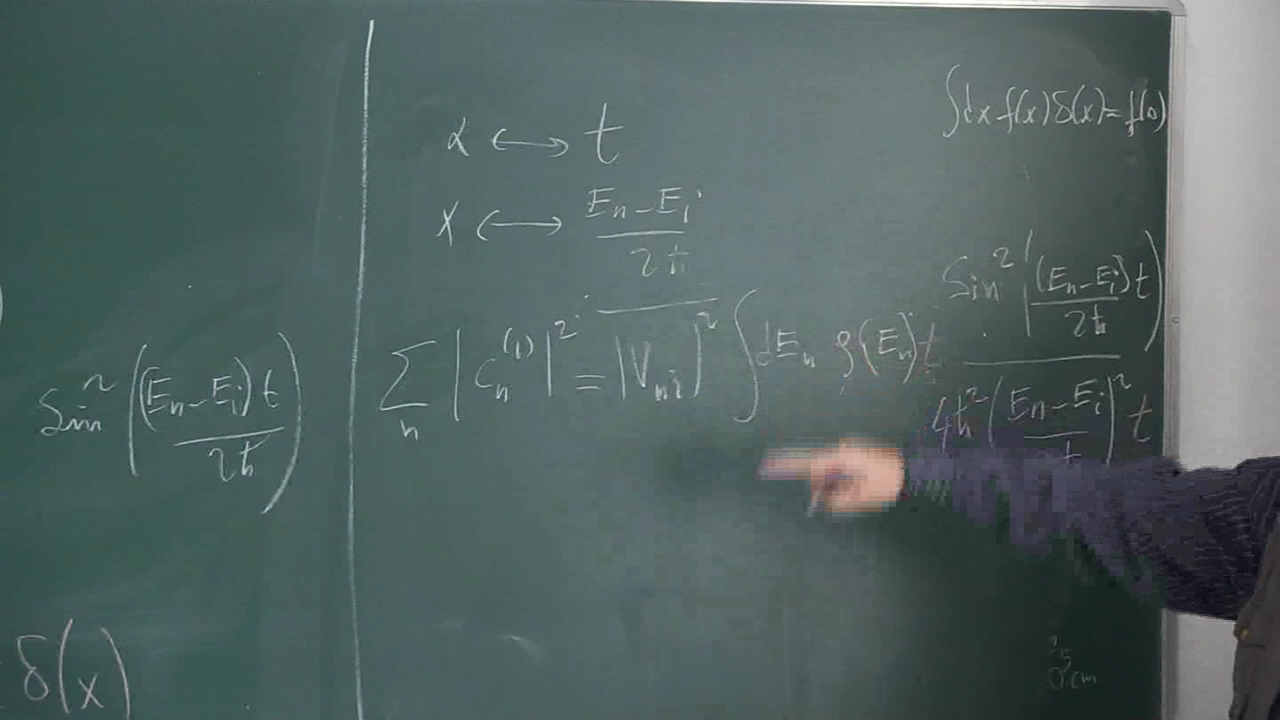 sin²((Eₙ-Eᵢ)t/2ħ)
δ(x)
α ↔ t
x ↔ (Eₙ-Eᵢ)/2ħ
∑ₙ |cₙ⁽¹⁾|² = |Vₙᵢ|² ∫dEₙ ρ(Eₙ)t sin²((Eₙ-Eᵢ)t/2ħ) / 4ħ²((Eₙ-Eᵢ)/ħ)² t
∫dx f(x)δ(x)=f(0)